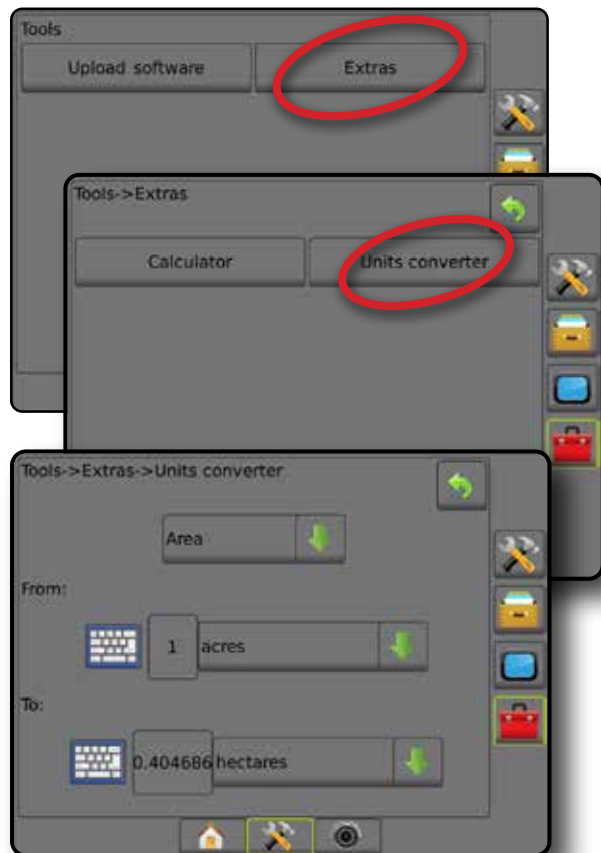 Tools
Upload software Extras
Tools->Extras
Calculator Units converter
Tools->Extras->Units converter
Area
From:
1 acres
To:
0.404686 hectares